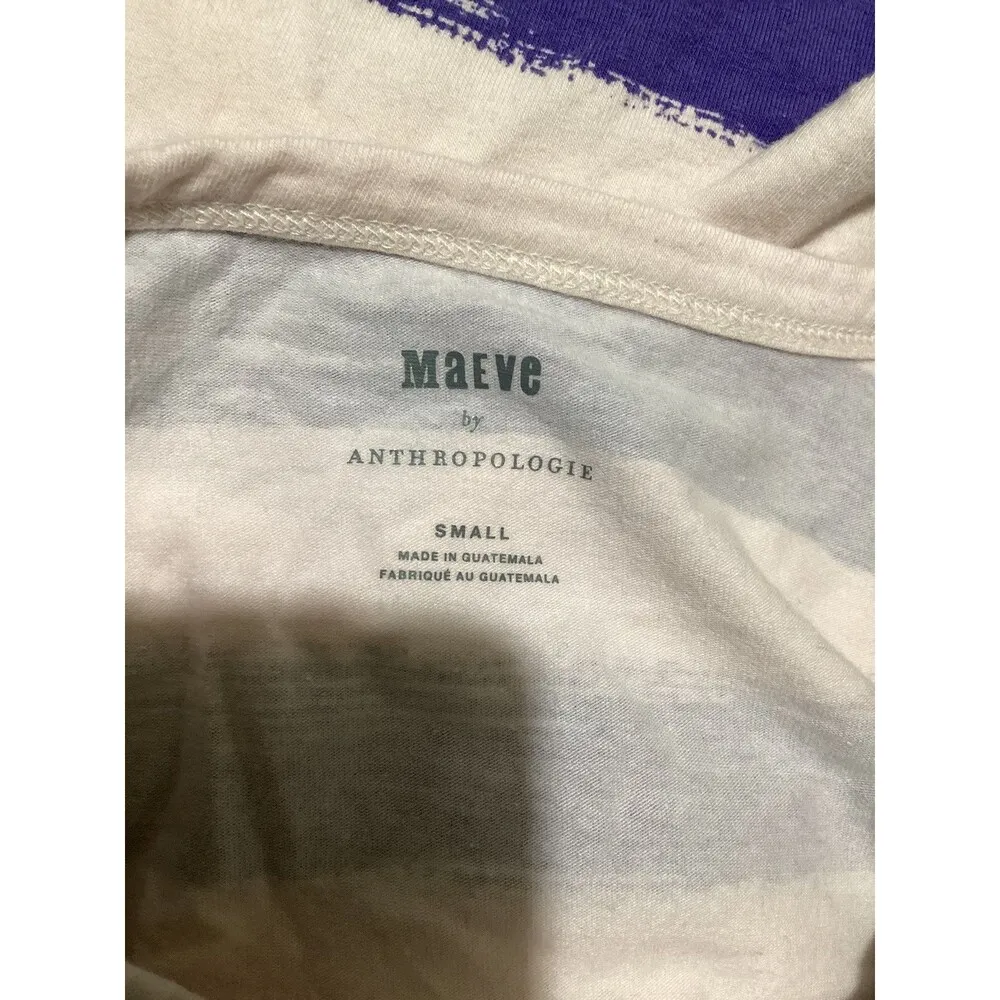 MaEve
by
ANTHROPOLOGIE
SMALL
MADE IN GUATEMALA
FABRIQUÉ AU GUATEMALA